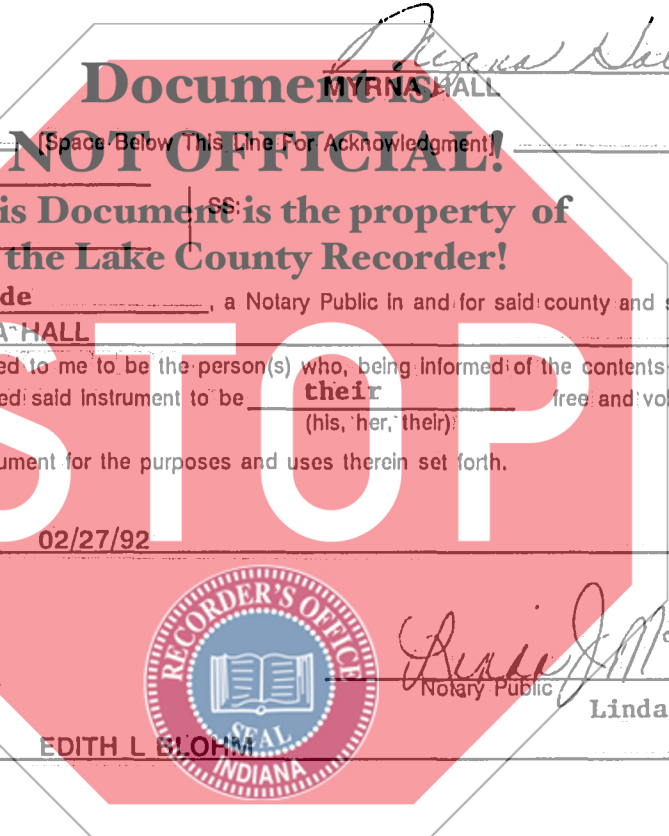 Myrna Hal
Document is
MYRNA HALL
[Space Below This Line For Acknowledgment]
NOT OFFICIAL!
SS:
is Document is the property of
the Lake County Recorder!
de , a Notary Public in and for said county and s
A HALL
ed to me to be the person(s) who, being informed of the contents
ed said instrument to be their free and vol
(his, her, their)
ument for the purposes and uses therein set forth.
STOP
02/27/92
RECORDER'S OFFICE
SEAL
INDIANA
Linda J. M
Notary Public
Linda
EDITH L BLOHM